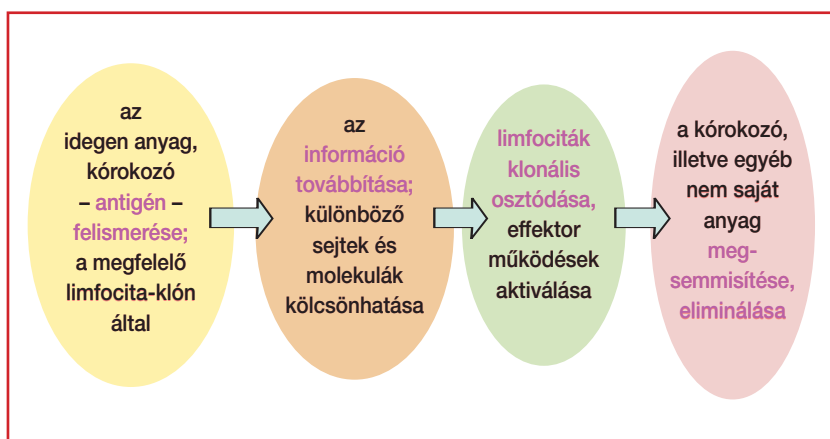 az
idegen anyag,
kórokozó
– antigén –
felismerése;
a megfelelő
limfocita-klón
által
az
információ
továbbítása;
különböző
sejtek és
molekulák
kölcsönhatása
limfociták
klonális
osztódása,
effektor
működések
aktiválása
a kórokozó,
illetve egyéb
nem saját
anyag
meg-
semmisítése,
eliminálása